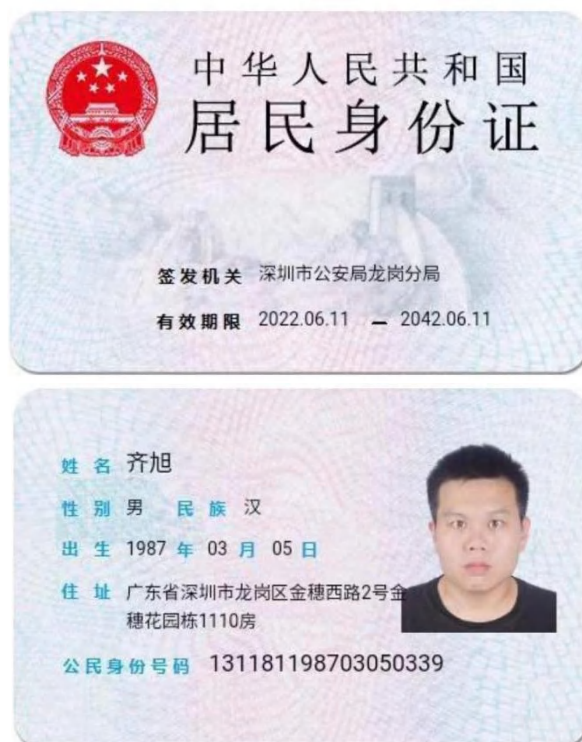 中华人民共和国
居民身份证
签发机关 深圳市公安局龙岗分局
有效期限 2022.06.11 — 2042.06.11
姓名 齐旭
性别 男 民族 汉
出生 1987 年 03 月 05 日
住址 广东省深圳市龙岗区金穗西路2号金
穗花园栋1110房
公民身份号码 131181198703050339